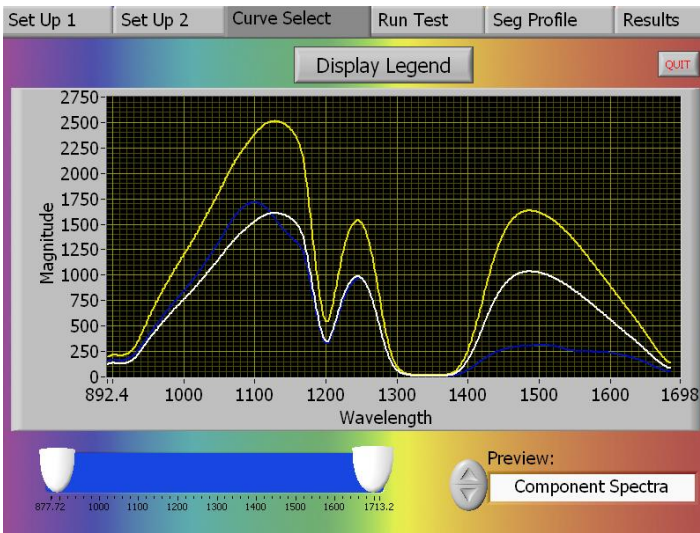 Set Up 1 Set Up 2 Curve Select Run Test Seg Profile Results
Display Legend QUIT
2750
2500
2250
2000
1750
1500
1250
1000
750
500
250
0
Magnitude
892.4 1000 1100 1200 1300 1400 1500 1600 1698
Wavelength
877.72 1000 1100 1200 1300 1400 1500 1600 1713.2
Preview:
Component Spectra